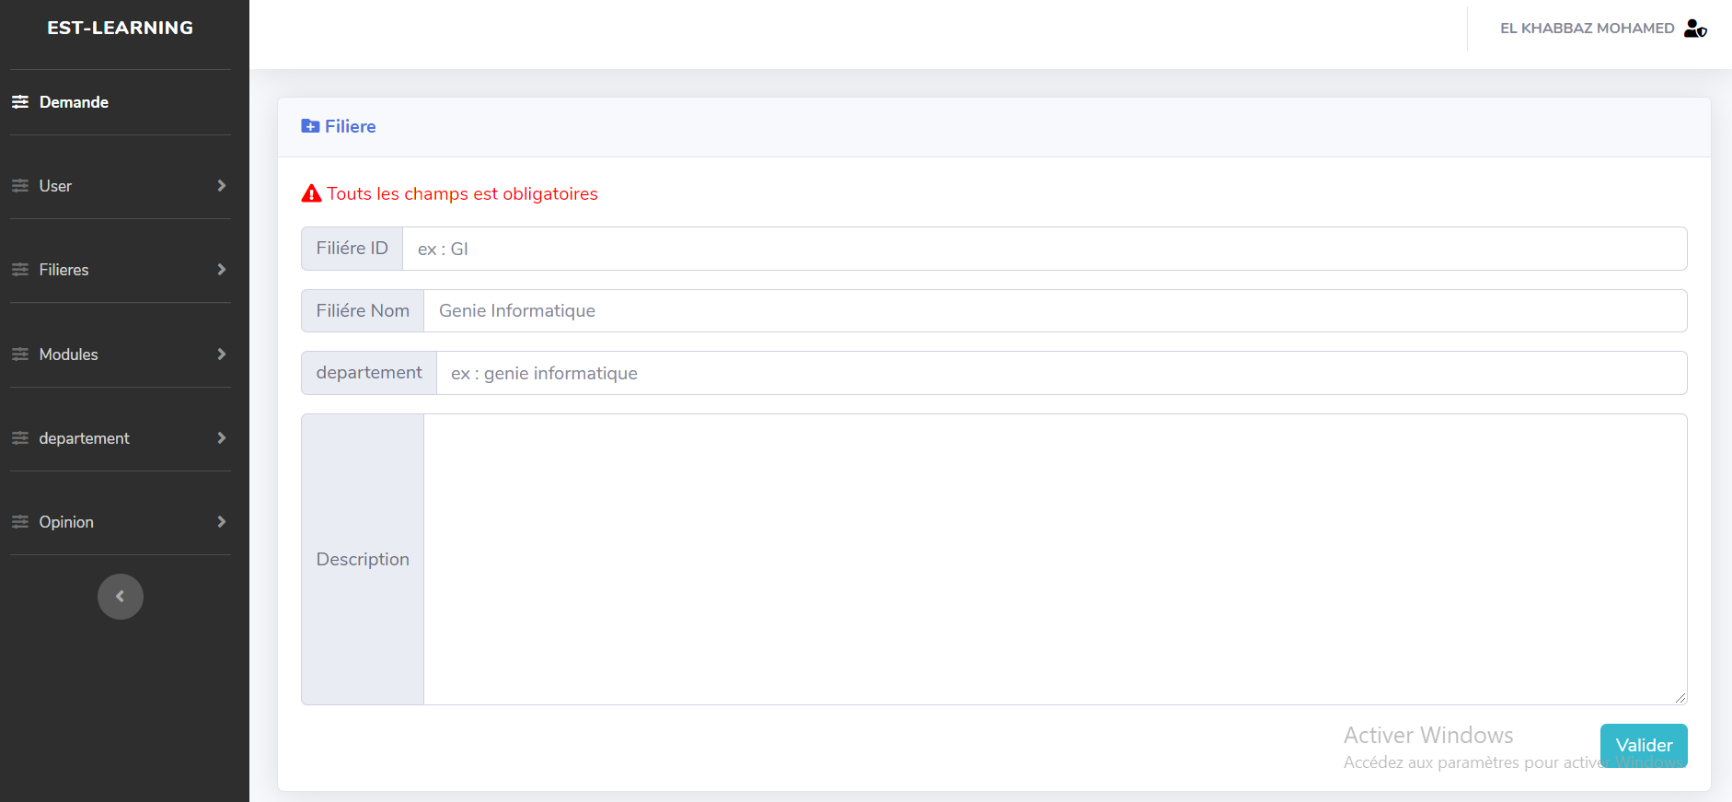 EST-LEARNING
EL KHABBAZ MOHAMED
Demande
User
Filieres
Modules
departement
Opinion
Filiere
Touts les champs est obligatoires
Filiére ID ex : GI
Filiére Nom Genie Informatique
departement ex : genie informatique
Description
Valider
Activer Windows
Accédez aux paramètres pour activer Windows.